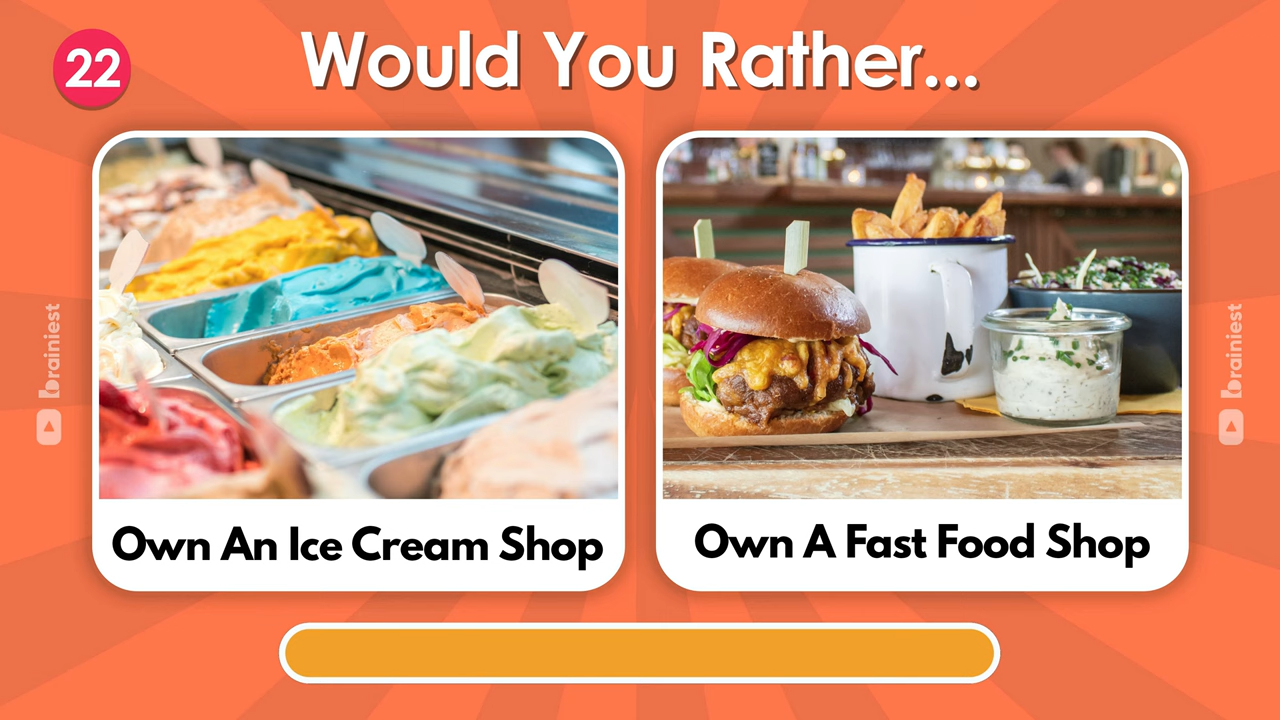 22
Would You Rather...
Own An Ice Cream Shop
Own A Fast Food Shop
brainiest
brainiest